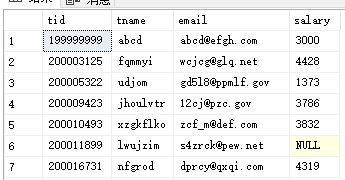 消息
tid tname email salary
1 199999999 abcd abcd@efgh.com 3000
2 200003125 fqmmyi wcjcg@glq.net 4428
3 200005322 udjom gd5l8@ppmlf.gov 1373
4 200009423 jhoulvtr 12cj@pzc.gov 3786
5 200010493 xzgkflko zcf_m@def.com 3832
6 200011899 lwujzim s4zrck@pew.net NULL
7 200016731 nfgrod dprcy@qxqi.com 4319